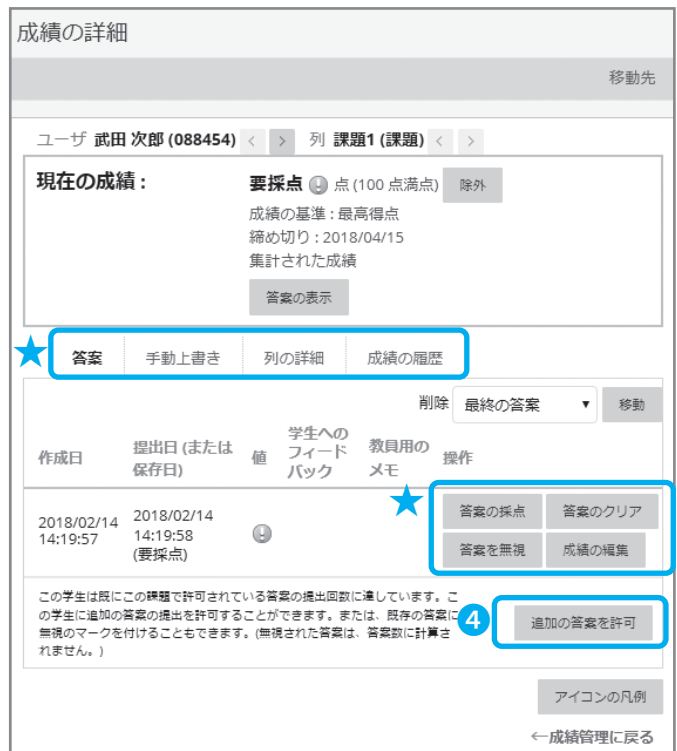 成績の詳細
移動先
ユーザ 武田 次郎 (088454) < > 列 課題1 (課題) < >
現在の成績 : 要採点 点 (100 点満点) 除外
成績の基準 : 最高得点
締め切り : 2018/04/15
集計された成績
答案の表示
★ 答案 手動上書き 列の詳細 成績の履歴
削除 最終の答案 ▼ 移動
作成日 提出日 (または保存日) 値 学生へのフィードバック 教員用のメモ 操作
★ 答案の採点 答案のクリア
2018/02/14 14:19:57 2018/02/14 14:19:58 (要採点)
答案を無視 成績の編集
この学生は既にこの課題で許可されている答案の提出回数に達しています。こ
の学生に追加の答案の提出を許可することができます。または、既存の答案に
無視のマークを付けることもできます。(無視された答案は、答案数に計算さ
れません。)
4 追加の答案を許可
アイコンの凡例
←成績管理に戻る